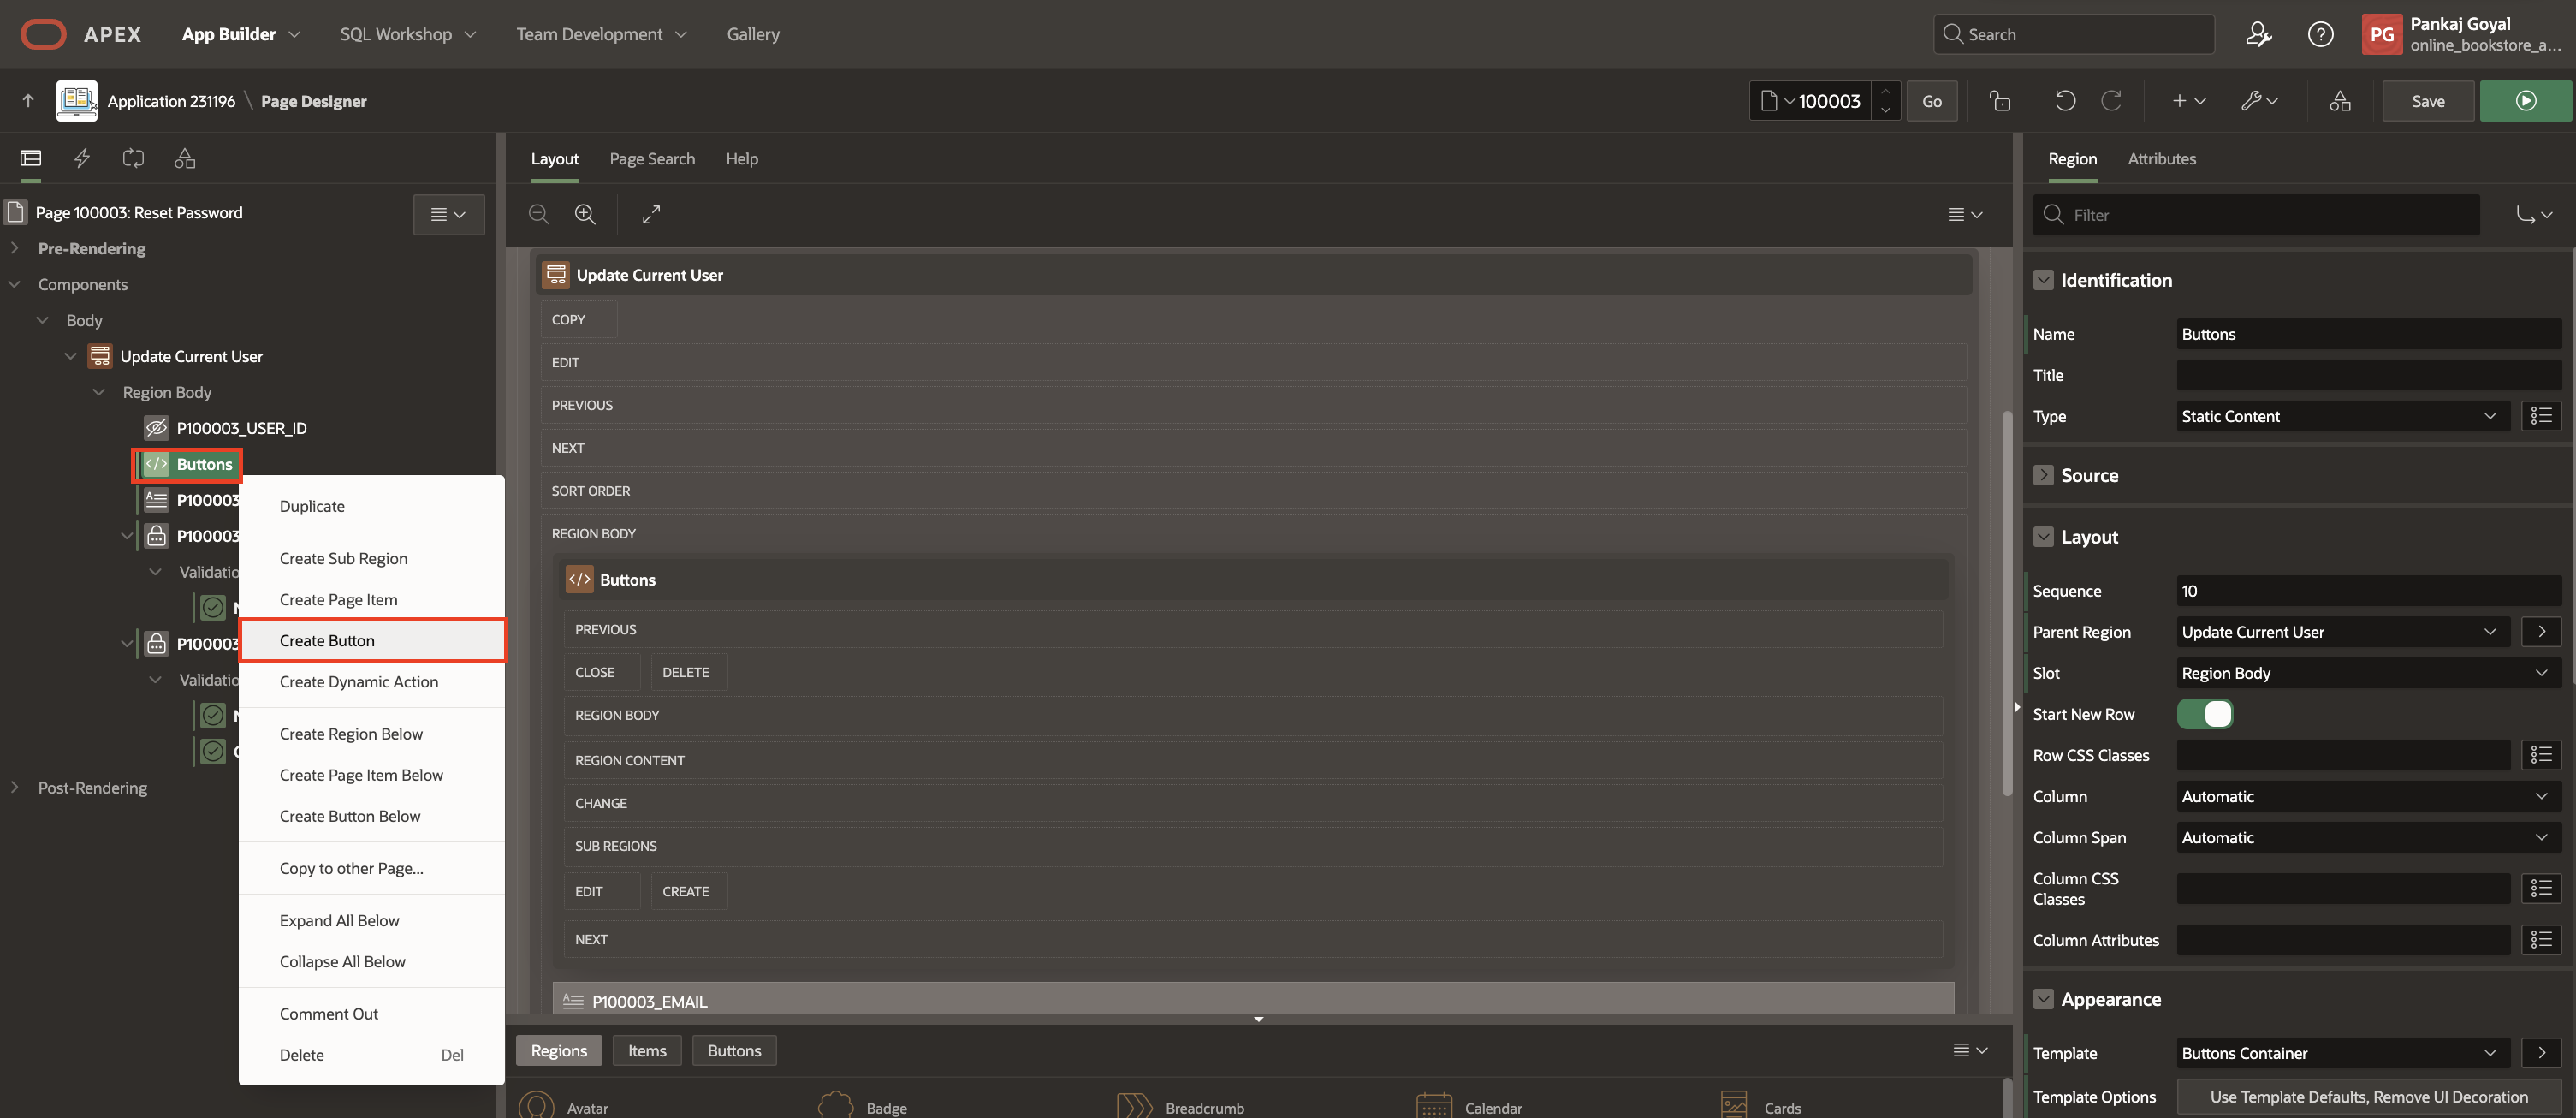 APEX App Builder SQL Workshop Team Development Gallery Search PG Pankaj Goyal
online_bookstore_a...
Application 231196 \ Page Designer 100003 Go Save
Layout Page Search Help
Region Attributes
Page 100003: Reset Password
Filter
Pre-Rendering
Components
Body
Update Current User
Region Body
P100003_USER_ID
Buttons
P100003
P100003
Validatio
P100003
Validatio
Post-Rendering
Duplicate
Create Sub Region
Create Page Item
Create Button
Create Dynamic Action
Create Region Below
Create Page Item Below
Create Button Below
Copy to other Page...
Expand All Below
Collapse All Below
Comment Out
Delete Del
Update Current User
COPY
EDIT
PREVIOUS
NEXT
SORT ORDER
REGION BODY
Buttons
PREVIOUS
CLOSE DELETE
REGION BODY
REGION CONTENT
CHANGE
SUB REGIONS
EDIT CREATE
NEXT
P100003_EMAIL
Regions Items Buttons
Avatar Badge Breadcrumb Calendar Cards
Identification
Name Buttons
Title
Type Static Content
Source
Layout
Sequence 10
Parent Region Update Current User
Slot Region Body
Start New Row
Row CSS Classes
Column Automatic
Column Span Automatic
Column CSS
Classes
Column Attributes
Appearance
Template Buttons Container
Template Options Use Template Defaults, Remove UI Decoration